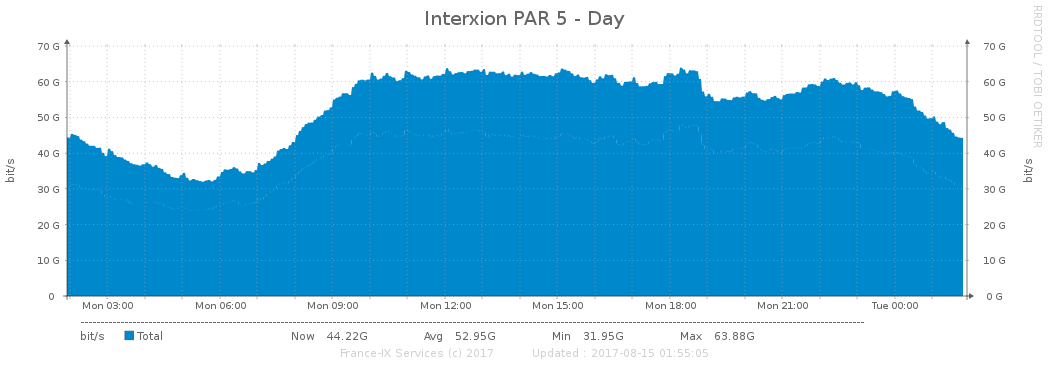 Interxion PAR 5 - Day
RRDTOOL / TOBI OETIKER
bit/s
70 G
60 G
50 G
40 G
30 G
20 G
10 G
0
70 G
60 G
50 G
40 G
30 G
20 G
10 G
0 G
bit/s
Mon 03:00 Mon 06:00 Mon 09:00 Mon 12:00 Mon 15:00 Mon 18:00 Mon 21:00 Tue 00:00
bit/s Total Now 44.22G Avg 52.95G Min 31.95G Max 63.88G
France-IX Services (c) 2017 Updated : 2017-08-15 01:55:05